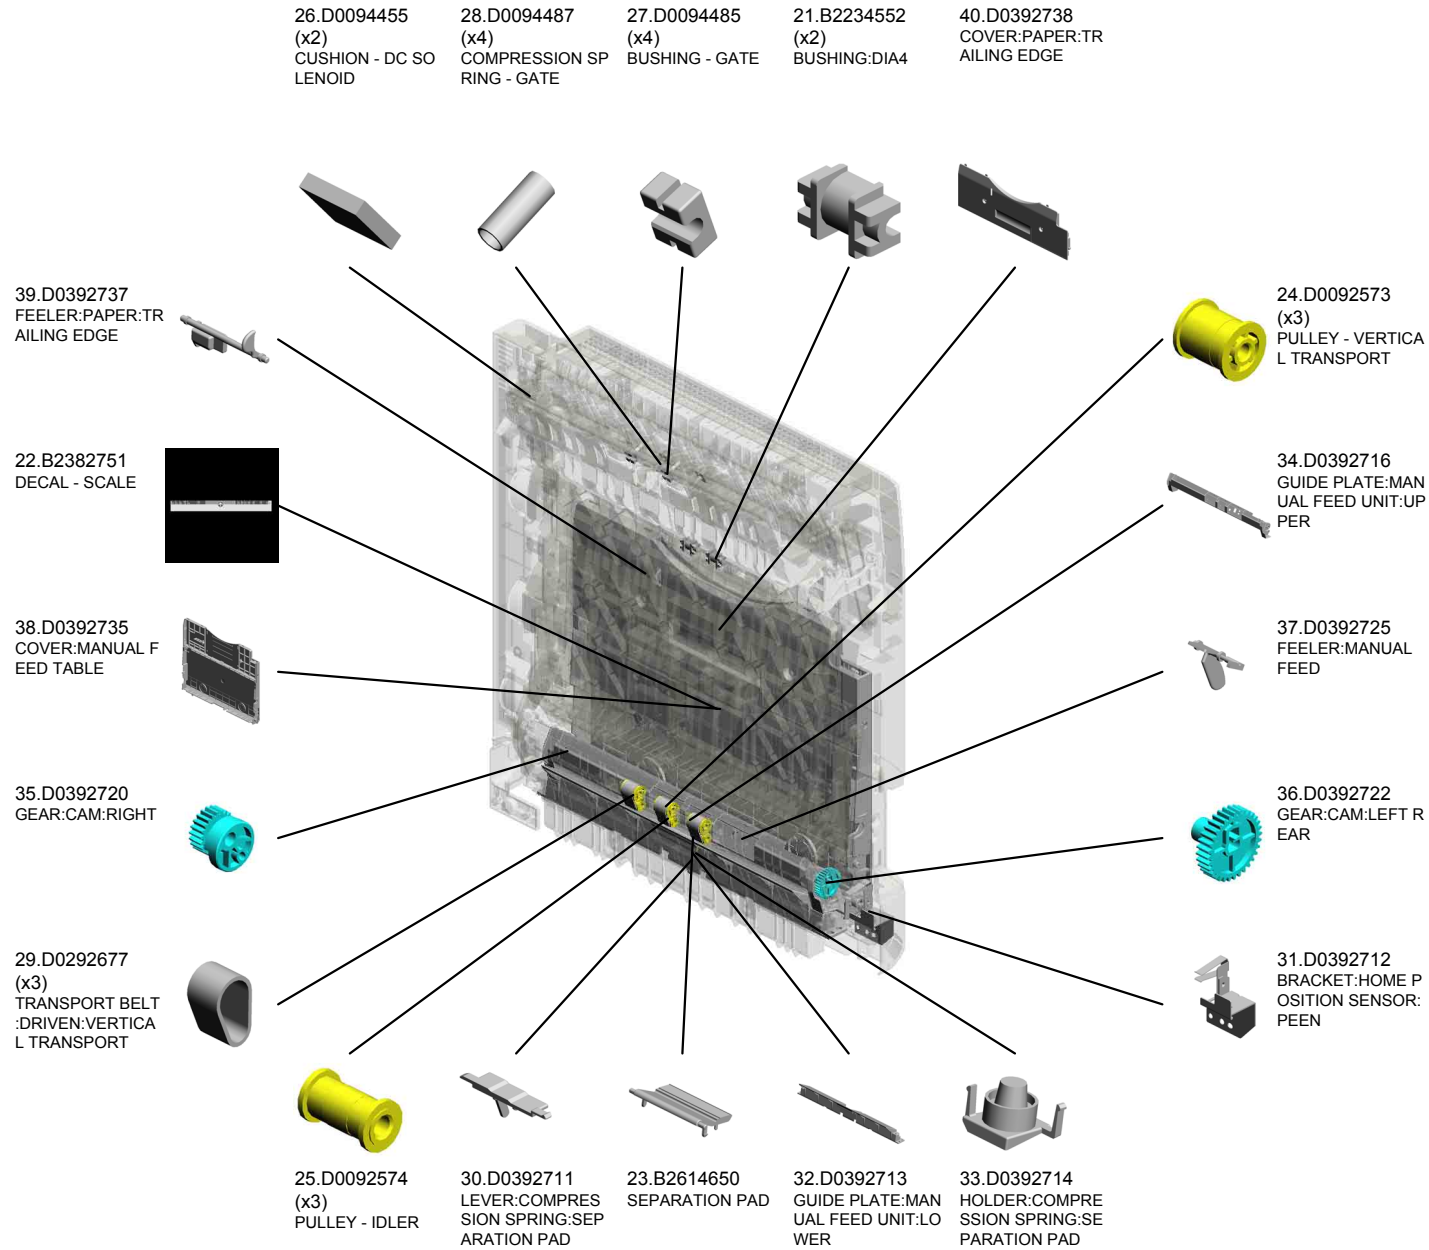 26.D0094455
(x2)
CUSHION - DC SO
LENOID
28.D0094487
(x4)
COMPRESSION SP
RING - GATE
27.D0094485
(x4)
BUSHING - GATE
21.B2234552
(x2)
BUSHING:DIA4
40.D0392738
COVER:PAPER:TR
AILING EDGE
39.D0392737
FEELER:PAPER:TR
AILING EDGE
24.D0092573
(x3)
PULLEY - VERTICA
L TRANSPORT
22.B2382751
DECAL - SCALE
34.D0392716
GUIDE PLATE:MAN
UAL FEED UNIT:UP
PER
38.D0392735
COVER:MANUAL F
EED TABLE
37.D0392725
FEELER:MANUAL
FEED
35.D0392720
GEAR:CAM:RIGHT
36.D0392722
GEAR:CAM:LEFT R
EAR
29.D0292677
(x3)
TRANSPORT BELT
:DRIVEN:VERTICA
L TRANSPORT
31.D0392712
BRACKET:HOME P
OSITION SENSOR:
PEEN
25.D0092574
(x3)
PULLEY - IDLER
30.D0392711
LEVER:COMPRES
SION SPRING:SEP
ARATION PAD
23.B2614650
SEPARATION PAD
32.D0392713
GUIDE PLATE:MAN
UAL FEED UNIT:LO
WER
33.D0392714
HOLDER:COMPRE
SSION SPRING:SE
PARATION PAD